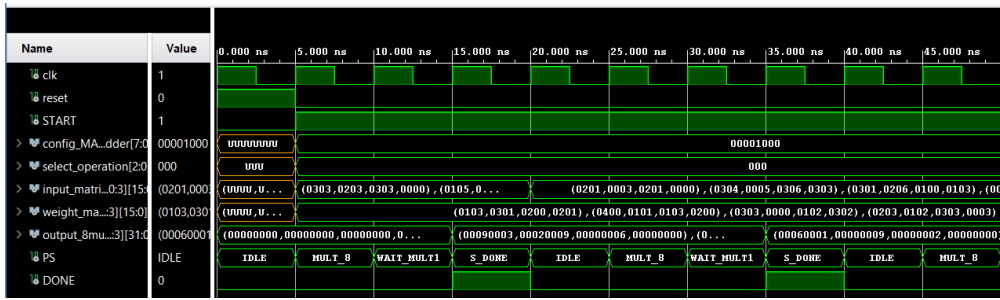 Name Value 0.000 ns 5.000 ns 10.000 ns 15.000 ns 20.000 ns 25.000 ns 30.000 ns 35.000 ns 40.000 ns 45.000 ns
clk 1
reset 0
START 1
config_MA...dder[7:0 00001000 UUUUUUUU 00001000
select_operation[2:0 000 UUU 000
input_matri...0:3][15:( (0201,0003 (UUUU,U... (0303,0203,0303,0000),(0105,0... (0201,0003,0201,0000),(0304,0005,0306,0303),(0301,0206,0100,0103),(00
weight_ma...:3][15:0] (0103,0301 (UUUU,U... (0103,0301,0200,0201),(0400,0101,0103,0200),(0303,0000,0102,0302),(0203,0102,0303,0003)
output_8mu...:3][31:0 (00060001 (00000000,00000000,00000000,0... (00090003,00020009,00000006,00000000),(0... (00060001,00000009,00000002,00000000)
PS IDLE IDLE MULT_8 WAIT_MULT1 S_DONE IDLE MULT_8 WAIT_MULT1 S_DONE IDLE MULT_8
DONE 0